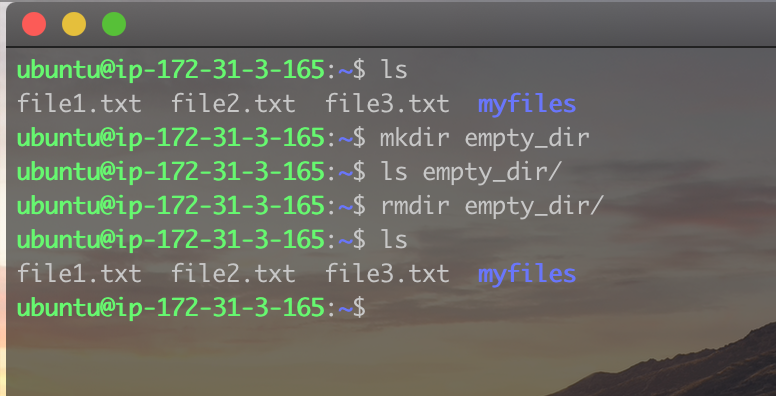 ubuntu@ip-172-31-3-165:~$ ls
file1.txt  file2.txt  file3.txt  myfiles
ubuntu@ip-172-31-3-165:~$ mkdir empty_dir
ubuntu@ip-172-31-3-165:~$ ls empty_dir/
ubuntu@ip-172-31-3-165:~$ rmdir empty_dir/
ubuntu@ip-172-31-3-165:~$ ls
file1.txt  file2.txt  file3.txt  myfiles
ubuntu@ip-172-31-3-165:~$